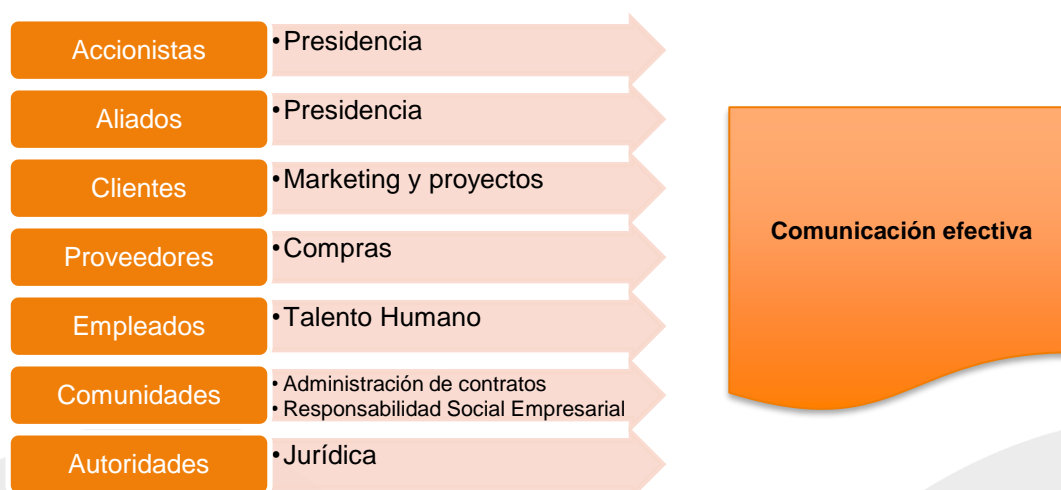 Accionistas
•Presidencia
Aliados
•Presidencia
Clientes
•Marketing y proyectos
Proveedores
•Compras
Empleados
•Talento Humano
Comunidades
• Administración de contratos
• Responsabilidad Social Empresarial
Autoridades
•Jurídica
Comunicación efectiva